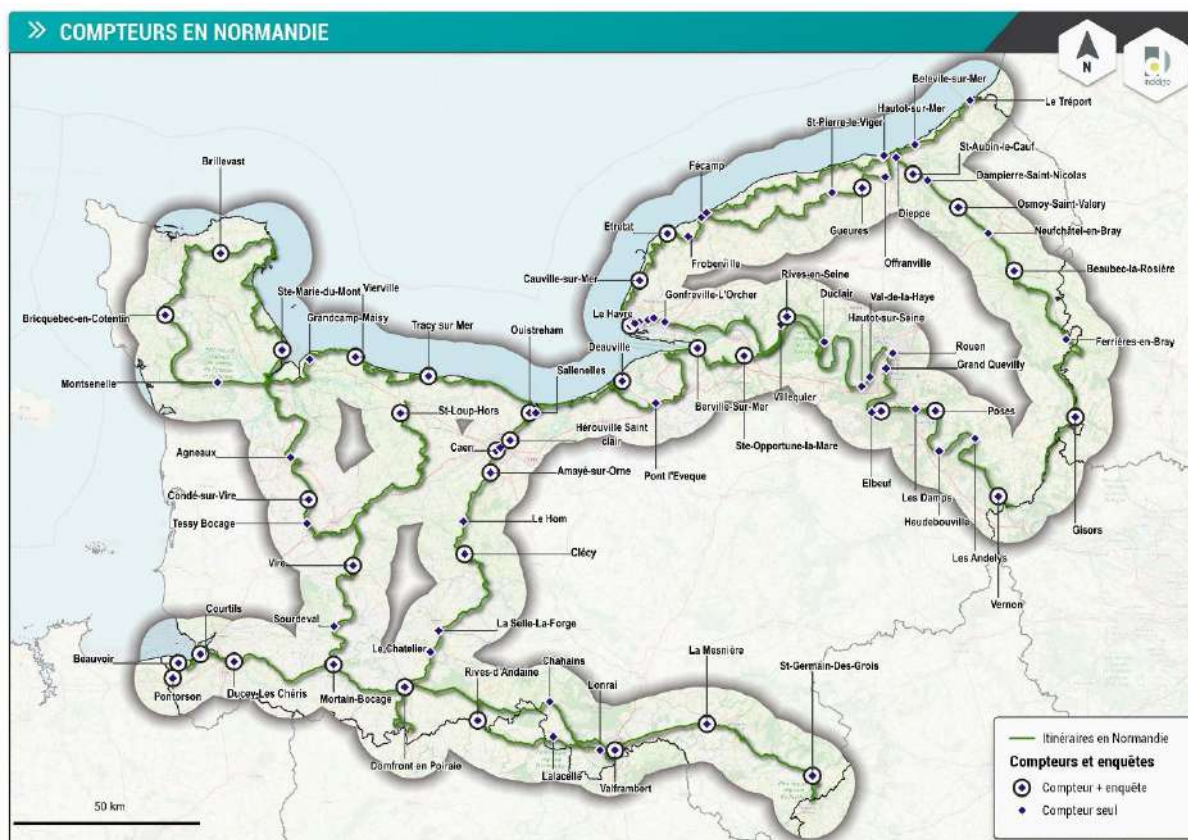 COMPTEURS EN NORMANDIE
N
indiggo
Beleville-sur-Mer
Hautot-sur-Mer
Le Tréport
St-Pierre-le-Viger
St-Aubin-le-Cauf
Brillevast
Fécamp
Dampierre-Saint-Nicolas
Osmoy-Saint-Valery
Dieppe
Etretat
Gueures
Neufchâtel-en-Bray
Offranville
Froberville
Beaubec-la-Rosière
Cauville-sur-Mer
Rives-en-Seine
Ste-Marie-du-Mont
Vierville
Gonfreville-L'Orcher
Duclair
Val-de-la-Haye
Grandcamp-Maisy
Bricquebec-en-Cotentin
Tracy sur Mer
Ouistreham
Le Havre
Hautot-sur-Seine
Ferrières-en-Bray
Deauville
Rouen
Sallenelles
Grand Quevilly
Montsenelle
Villequier
Berville-Sur-Mer
St-Loup-Hors
Poses
Hérouville Saint
clair
Caen
Ste-Opportune-la-Mare
Agneaux
Amayé-sur-Orne
Pont l'Eveque
Elbeuf
Condé-sur-Vire
Les Damps
Heudebouville
Gisors
Tessy Bocage
Le Hom
Clécy
Les Andelys
Vire
Vernon
Courtils
Sourdeval
La Selle-La-Forge
Le Chatelier
La Mesnière
Beauvoir
Chahains
St-Germain-Des-Grois
Rives-d'Andaine
Lonrai
Pontorson
Ducey-Les Chéris
Mortain-Bocage
Domfront en Poiraie
Lalacelle
Valframbert
50 km
Itinéraires en Normandie
Compteurs et enquêtes
Compteur + enquête
Compteur seul